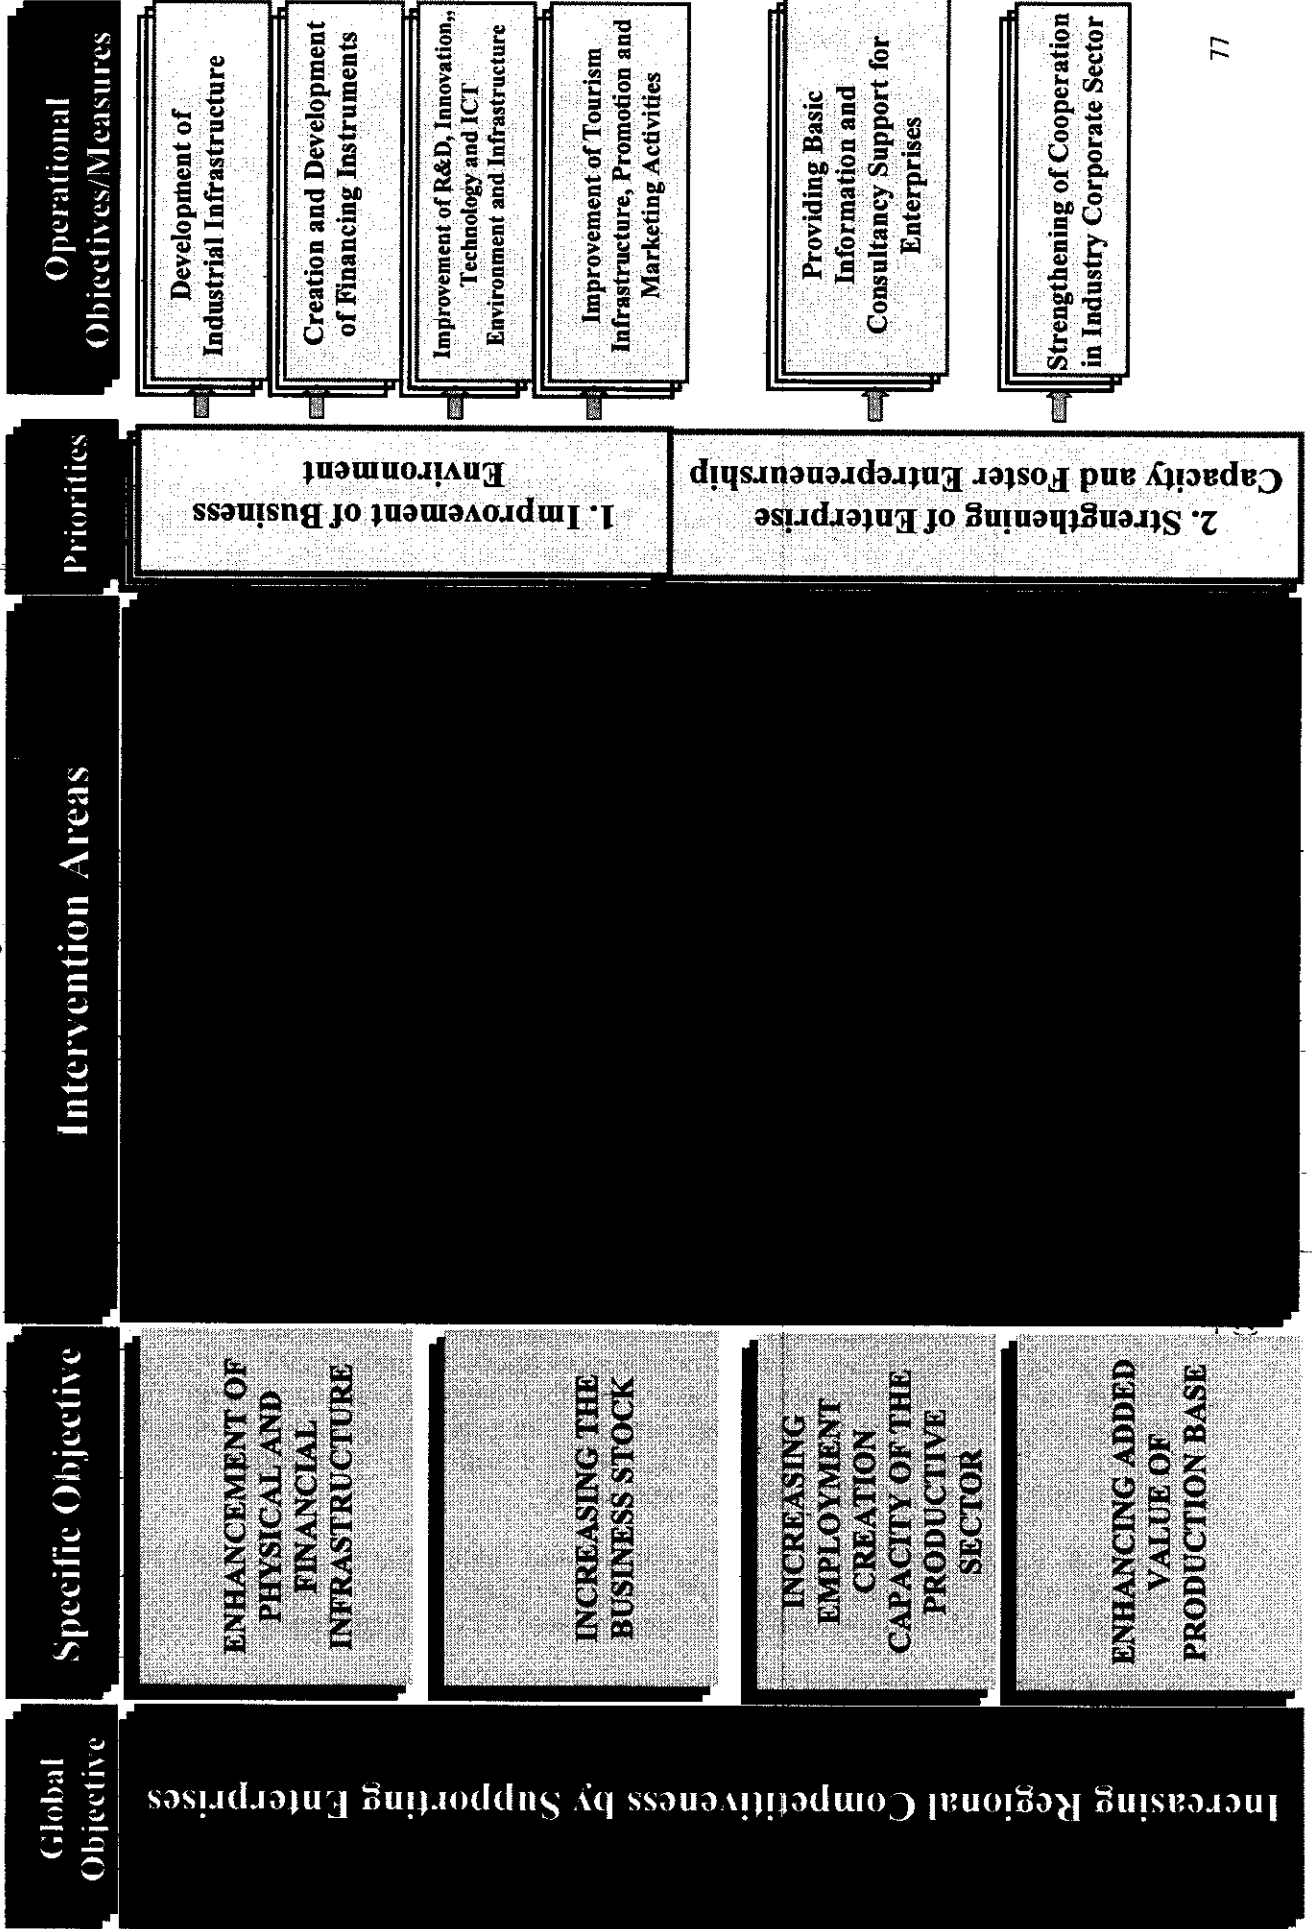 Global
Objective
Specific Objective
Intervention Areas
Priorities
Operational
Objectives/Measures
Increasing Regional Competitiveness by Supporting Enterprises
ENHANCEMENT OF
PHYSICAL AND
FINANCIAL
INFRASTRUCTURE
INCREASING THE
BUSINESS STOCK
INCREASING
EMPLOYMENT
CREATION
CAPACITY OF THE
PRODUCTIVE
SECTOR
ENHANCING ADDED
VALUE OF
PRODUCTION BASE
1. Improvement of Business
Environment
2. Strengthening of Enterprise
Capacity and Foster Entrepreneurship
Development of
Industrial Infrastructure
Creation and Development
of Financing Instruments
Improvement of R&D, Innovation,,
Technology and ICT
Environment and Infrastructure
Improvement of Tourism
Infrastructure, Promotion and
Marketing Activities
Providing Basic
Information and
Consultancy Support for
Enterprises
Strengthening of Cooperation
in Industry Corporate Sector
77